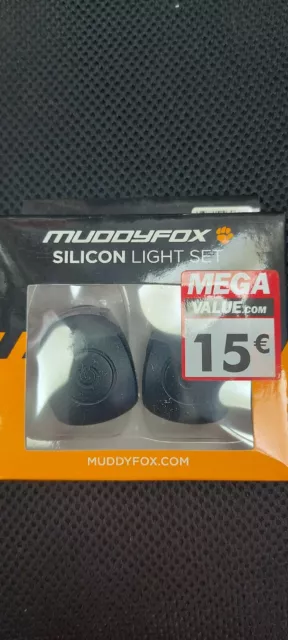 MUDDYFOX
SILICON LIGHT SET
MEGA
VALUE.COM
15€
MUDDYFOX.COM